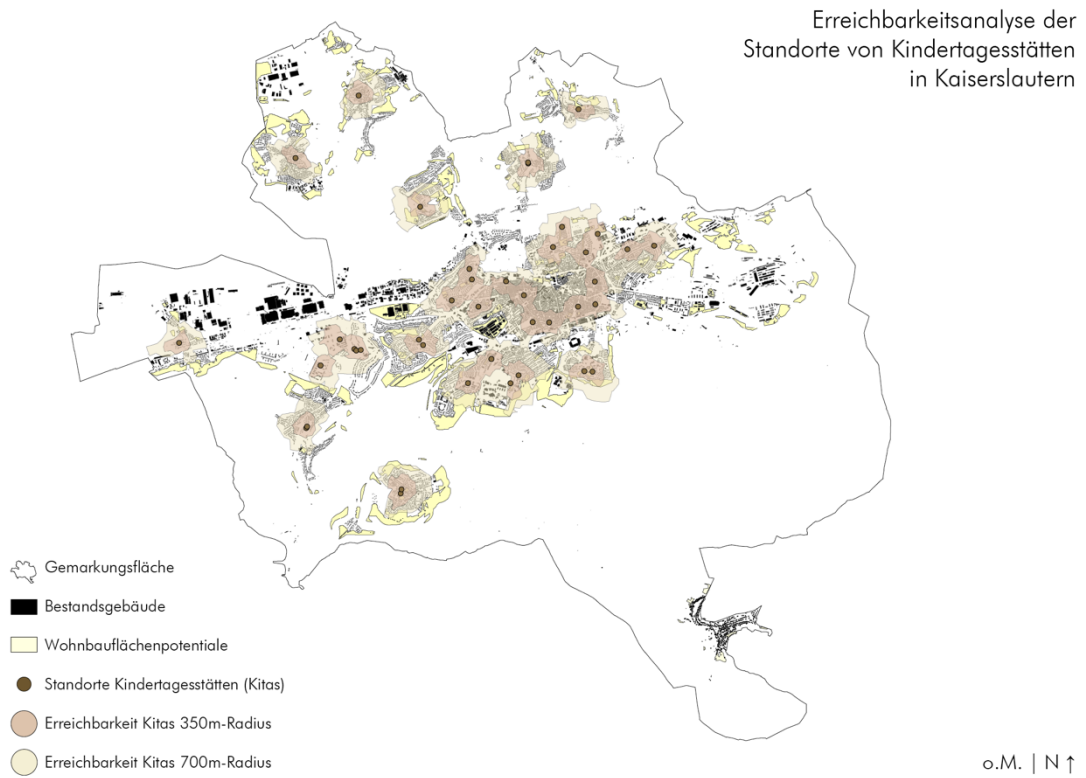 Erreichbarkeitsanalyse der
Standorte von Kindertagesstätten
in Kaiserslautern
Gemarkungsfläche
Bestandsgebäude
Wohnbauflächenpotentiale
Standorte Kindertagesstätten (Kitas)
Erreichbarkeit Kitas 350m-Radius
Erreichbarkeit Kitas 700m-Radius
o.M. | N ↑